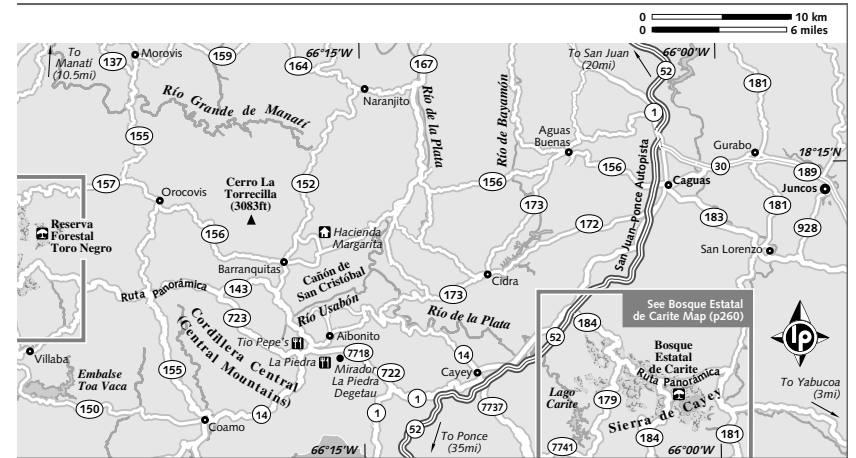 0 10 km
0 6 miles
To
Manatí
(10.5mi)
137
Morovis
159
66°15'W
164
167
To San Juan
(20mi)
52
66°00'W
181
Naranjito
Río Grande de Manatí
Río de la Plata
Río de Bayamón
1
155
Aguas
Buenas
Gurabo
18°15'N
157
Orocovis
Cerro La
Torrecilla
(3083ft)
152
156
156
30
189
Caguas
Juncos
Reserva
Forestal
Toro Negro
173
San Juan–Ponce Autopista
183
181
156
Hacienda
Margarita
172
928
San Lorenzo
Barranquitas
Cañón de
San Cristóbal
Cidra
Ruta Panorámica
143
173
See Bosque Estatal
de Carite Map (p260)
723
Río Usabón
Río de la Plata
Cordillera Central
(Central Mountains)
Aibonito
184
52
Tio Pepe's
7718
14
Bosque
Estatal
de Carite
LP
Villaba
La Piedra
Mirador
La Piedra
Degetau
722
Cayey
Ruta Panorámica
To Yabucoa
(3mi)
155
Embalse
Toa Vaca
Lago
Carite
179
Sierra de Cayey
150
14
1
1
7737
Coamo
52
To Ponce
(35mi)
184
181
66°15'W
7741
66°00'W